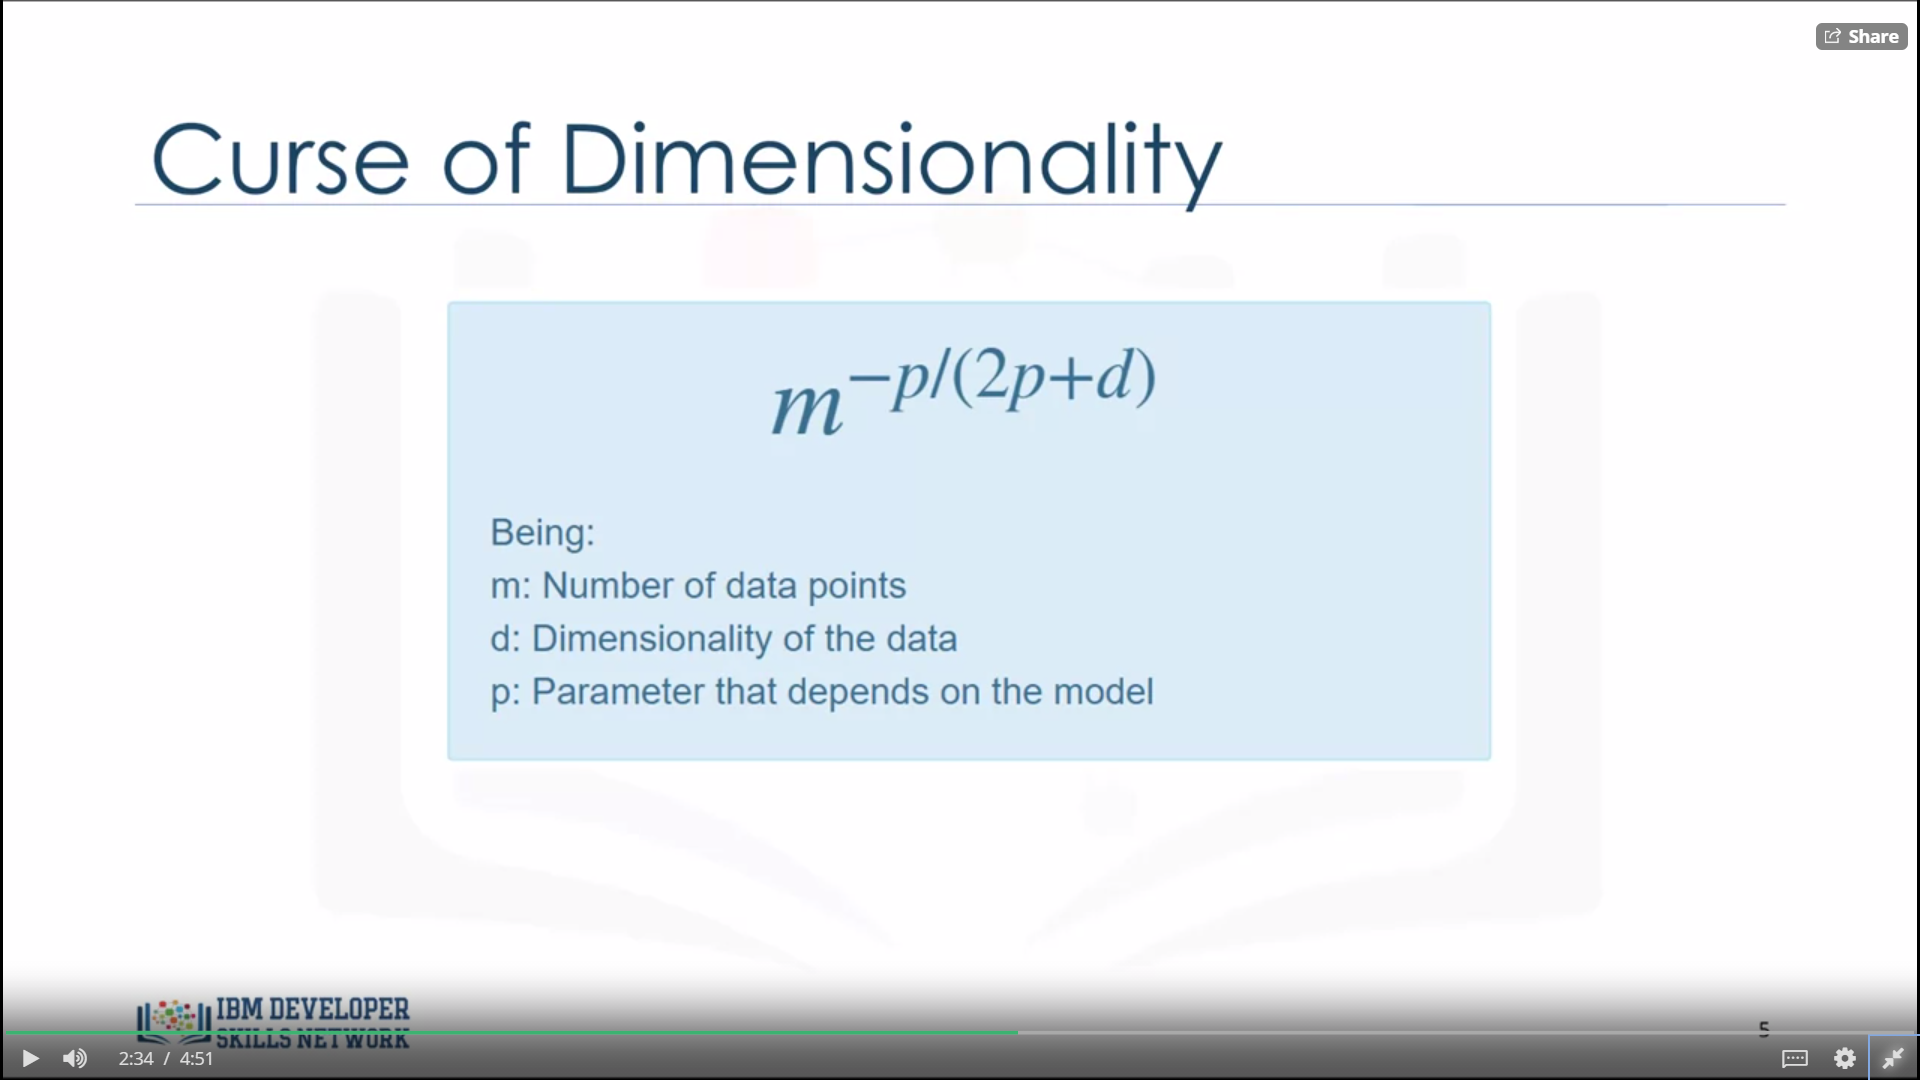 Share
Curse of Dimensionality
m^{-p/(2p+d)}
Being:
m: Number of data points
d: Dimensionality of the data
p: Parameter that depends on the model
IBM DEVELOPER
SKILLS NETWORK
5
2:34 / 4:51